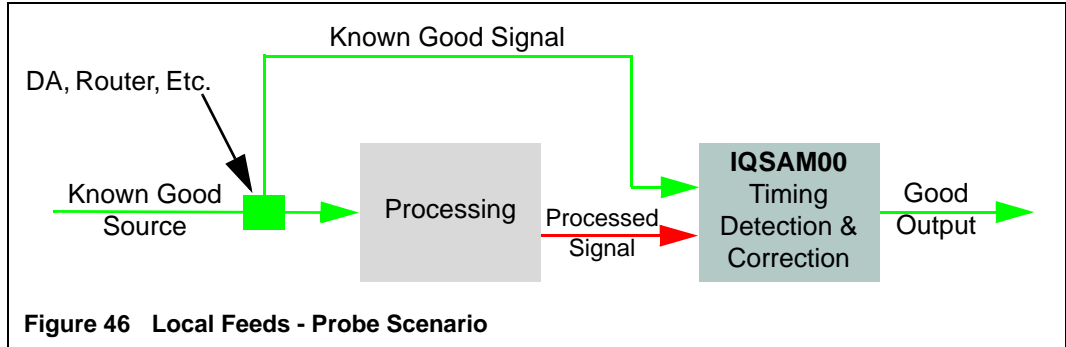 Known Good Signal
DA, Router, Etc.
Known Good
Source
Processing
Processed
Signal
IQSAM00
Timing
Detection &
Correction
Good
Output
Figure 46 Local Feeds - Probe Scenario